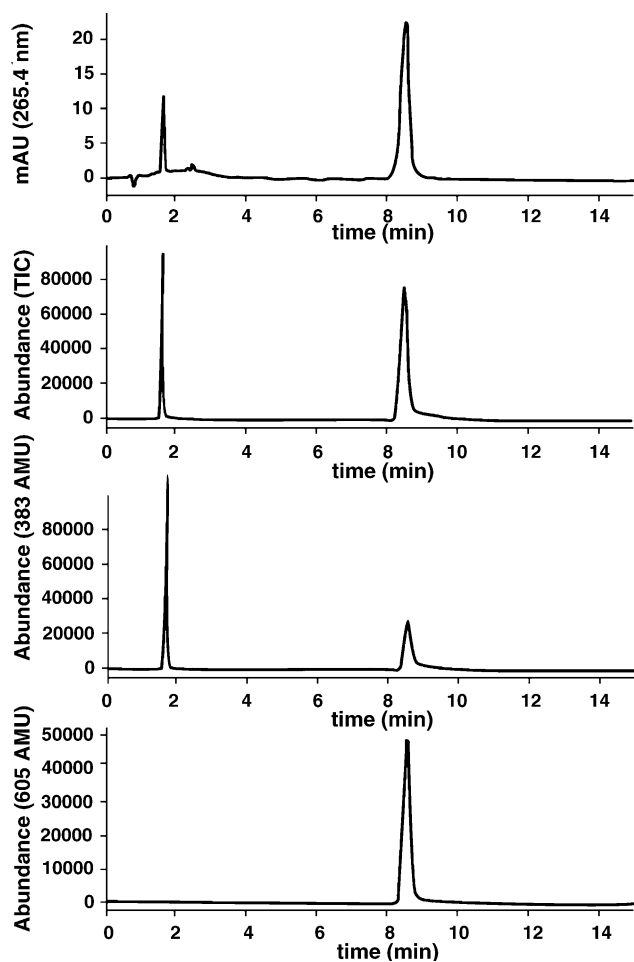 mAU (265.4 nm)
20
15
10
5
0
0 2 4 6 8 10 12 14
time (min)
Abundance (TIC)
80000
60000
40000
20000
0
0 2 4 6 8 10 12 14
time (min)
Abundance (383 AMU)
80000
60000
40000
20000
0
0 2 4 6 8 10 12 14
time (min)
Abundance (605 AMU)
50000
40000
30000
20000
10000
0
0 2 4 6 8 10 12 14
time (min)